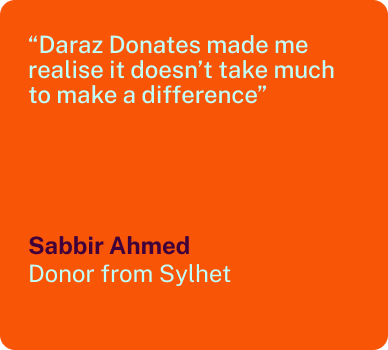 “Daraz Donates made me
realise it doesn’t take much
to make a difference”
Sabbir Ahmed
Donor from Sylhet